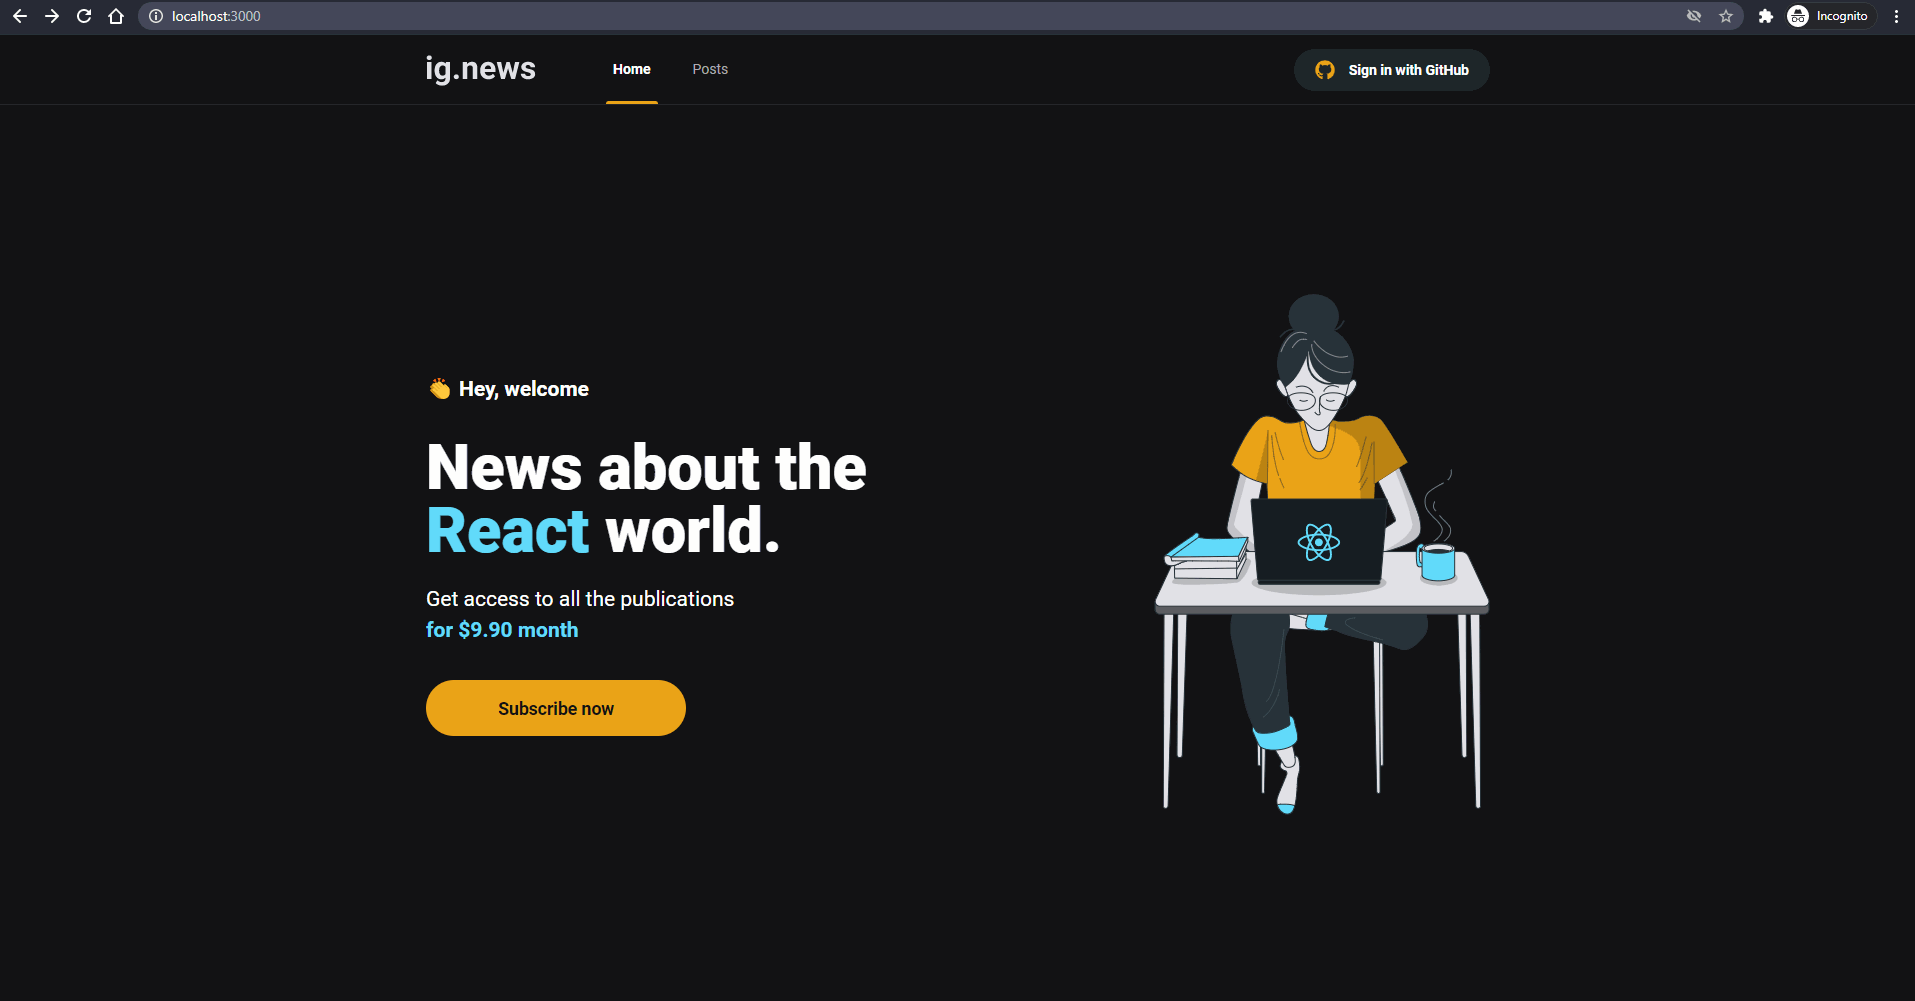 localhost:3000
Incognito
ig.news
Home
Posts
Sign in with GitHub
👏 Hey, welcome
News about the
React world.
Get access to all the publications
for $9.90 month
Subscribe now